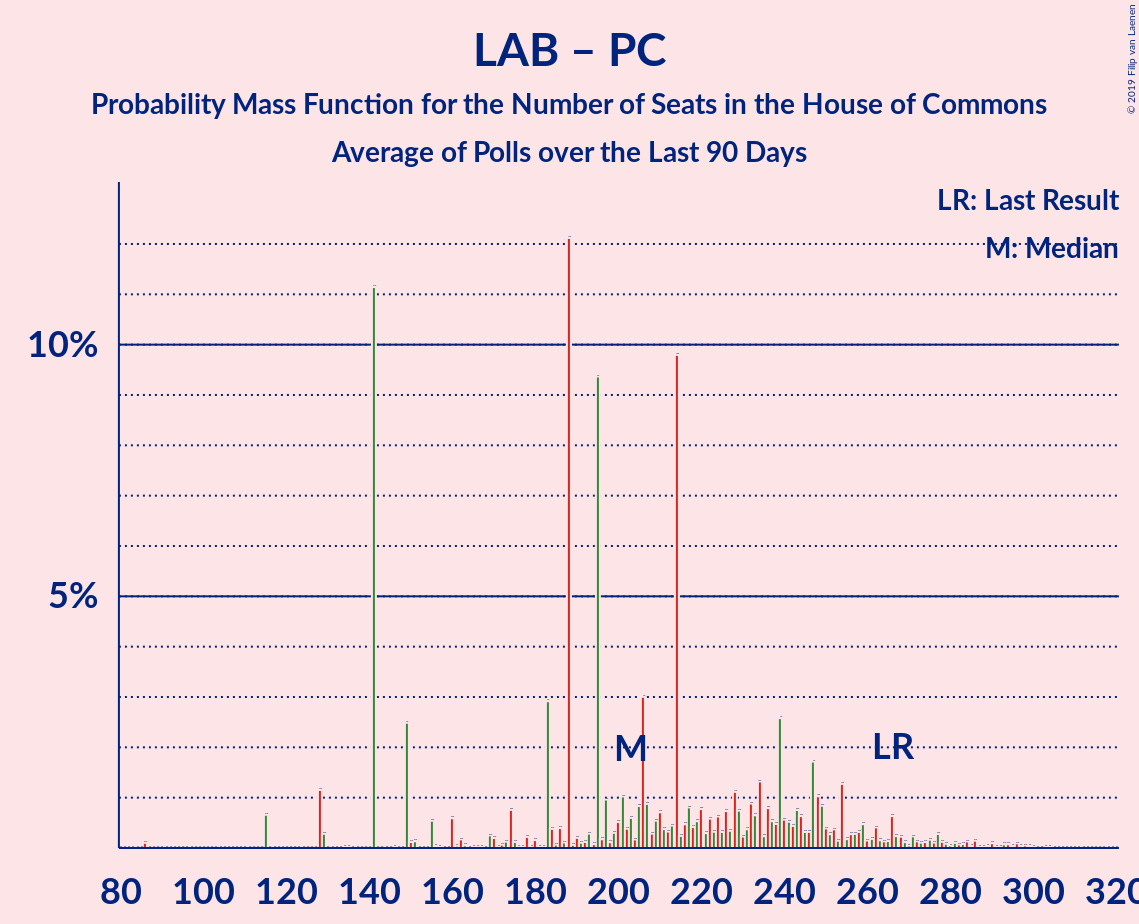 LAB – PC
Probability Mass Function for the Number of Seats in the House of Commons
Average of Polls over the Last 90 Days
© 2019 Filip van Laenen
LR: Last Result
M: Median
10%
5%
M
LR
80 100 120 140 160 180 200 220 240 260 280 300 320